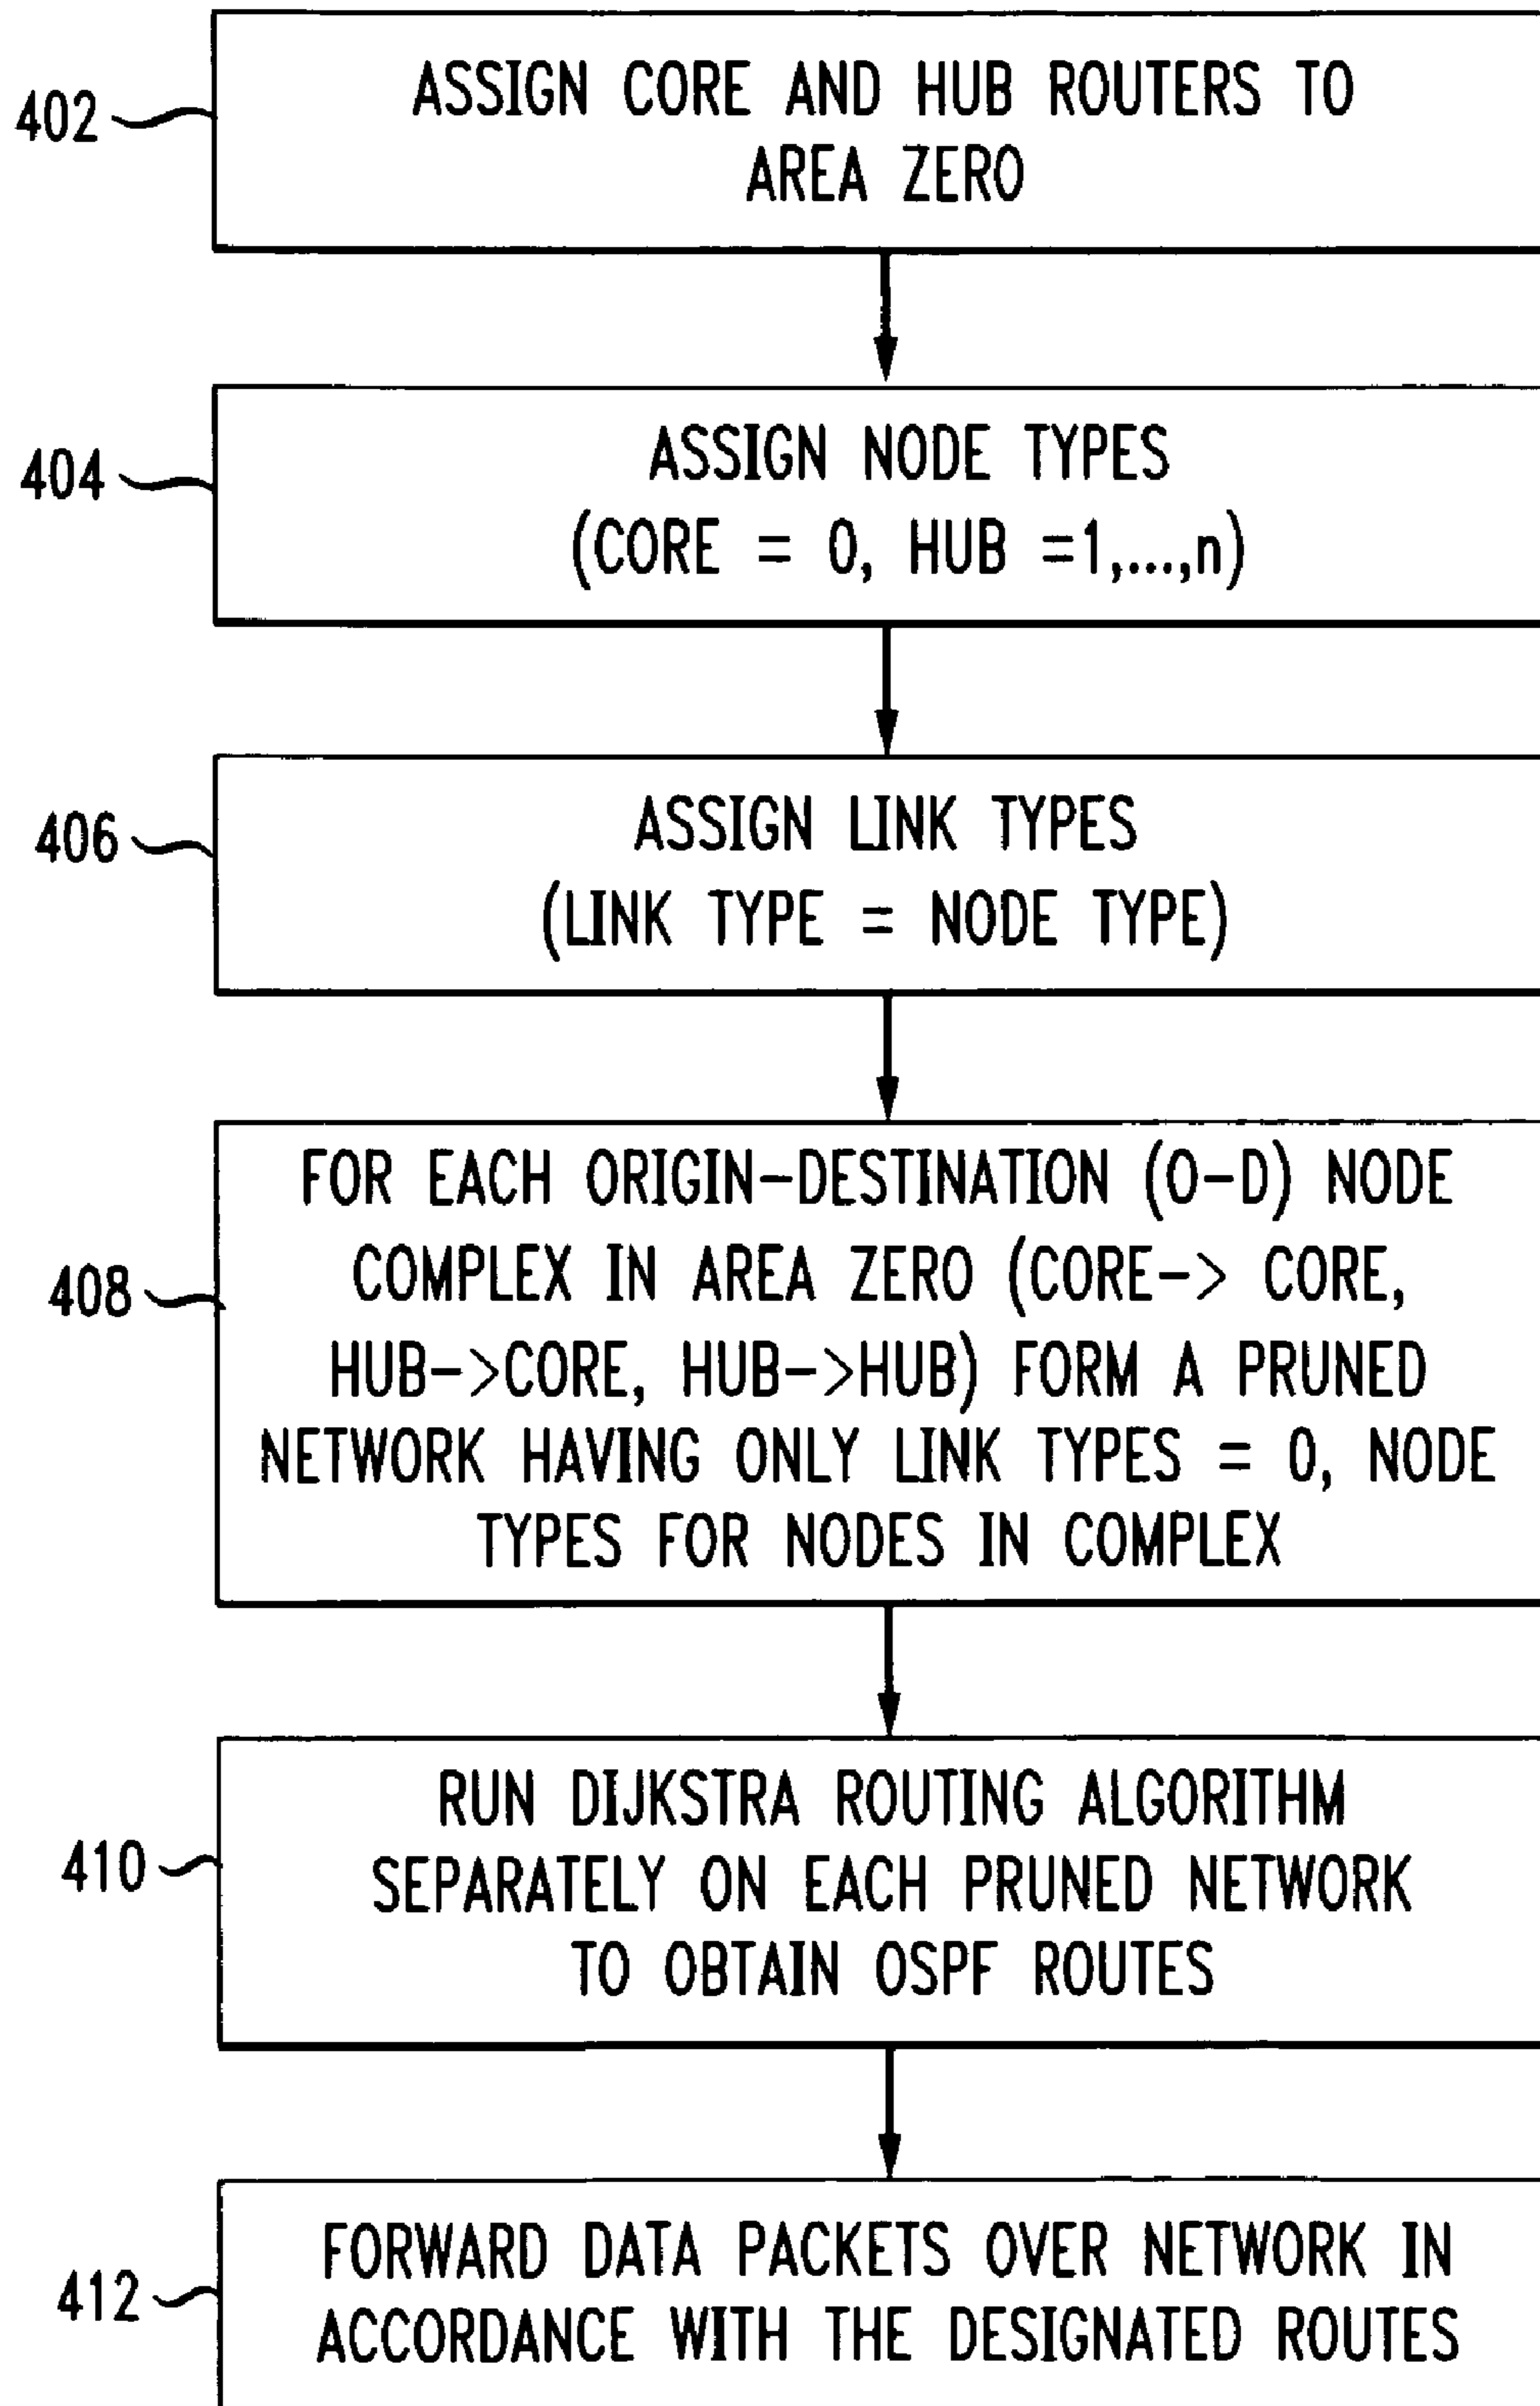 402
ASSIGN CORE AND HUB ROUTERS TO
AREA ZERO
404
ASSIGN NODE TYPES
(CORE = 0, HUB =1,...,n)
406
ASSIGN LINK TYPES
(LINK TYPE = NODE TYPE)
408
FOR EACH ORIGIN-DESTINATION (O-D) NODE
COMPLEX IN AREA ZERO (CORE-> CORE,
HUB->CORE, HUB->HUB) FORM A PRUNED
NETWORK HAVING ONLY LINK TYPES = 0, NODE
TYPES FOR NODES IN COMPLEX
410
RUN DIJKSTRA ROUTING ALGORITHM
SEPARATELY ON EACH PRUNED NETWORK
TO OBTAIN OSPF ROUTES
412
FORWARD DATA PACKETS OVER NETWORK IN
ACCORDANCE WITH THE DESIGNATED ROUTES